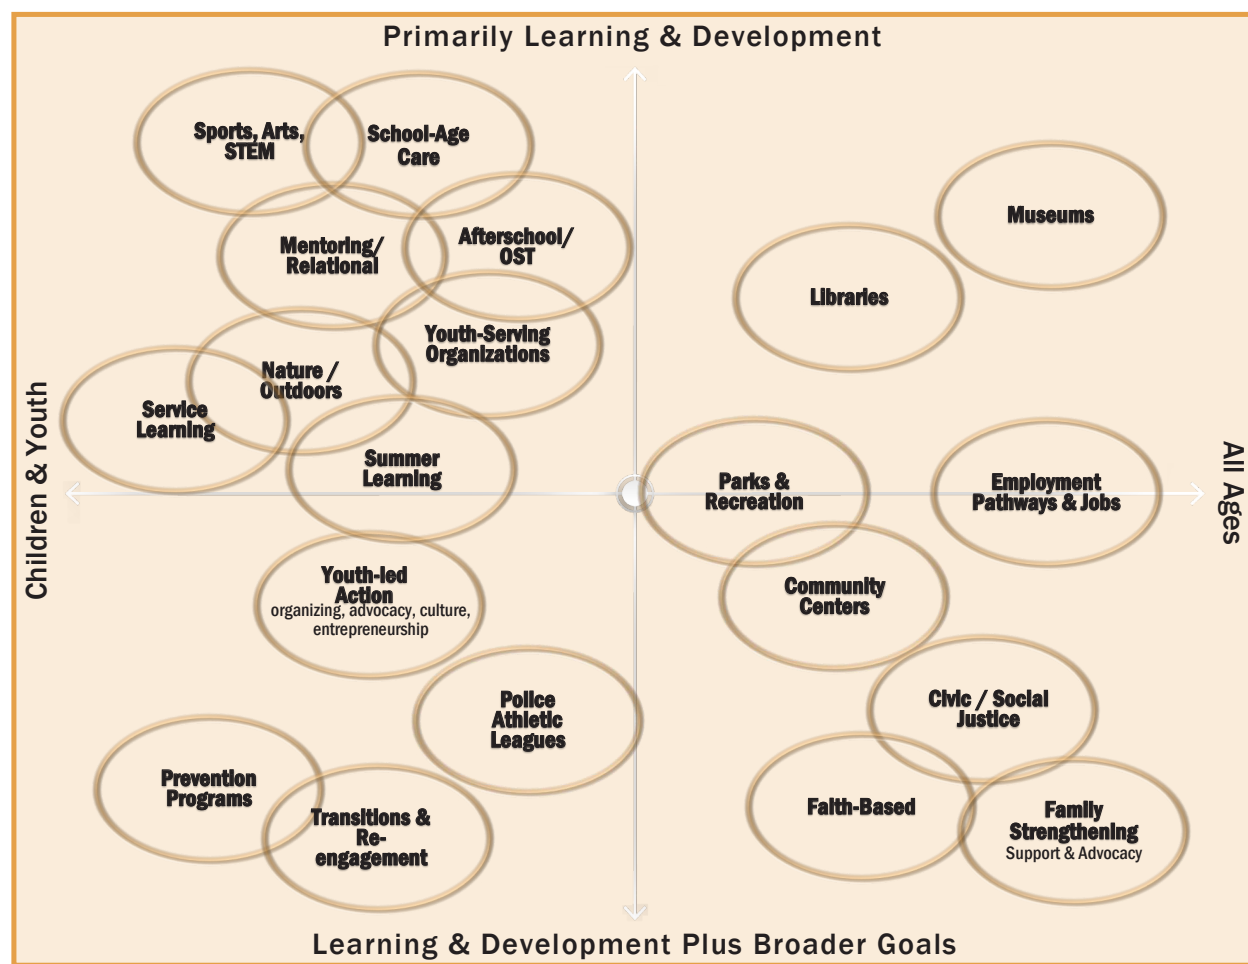 Primarily Learning & Development
Sports, Arts,
STEM
School-Age
Care
Mentoring/
Relational
Afterschool/
OST
Museums
Libraries
Youth-Serving
Organizations
Nature /
Outdoors
Service
Learning
Summer
Learning
Children & Youth
Parks &
Recreation
Employment
Pathways & Jobs
All Ages
Youth-led
Action
organizing, advocacy, culture,
entrepreneurship
Community
Centers
Police
Athletic
Leagues
Civic / Social
Justice
Prevention
Programs
Transitions &
Re-
engagement
Faith-Based
Family
Strengthening
Support & Advocacy
Learning & Development Plus Broader Goals